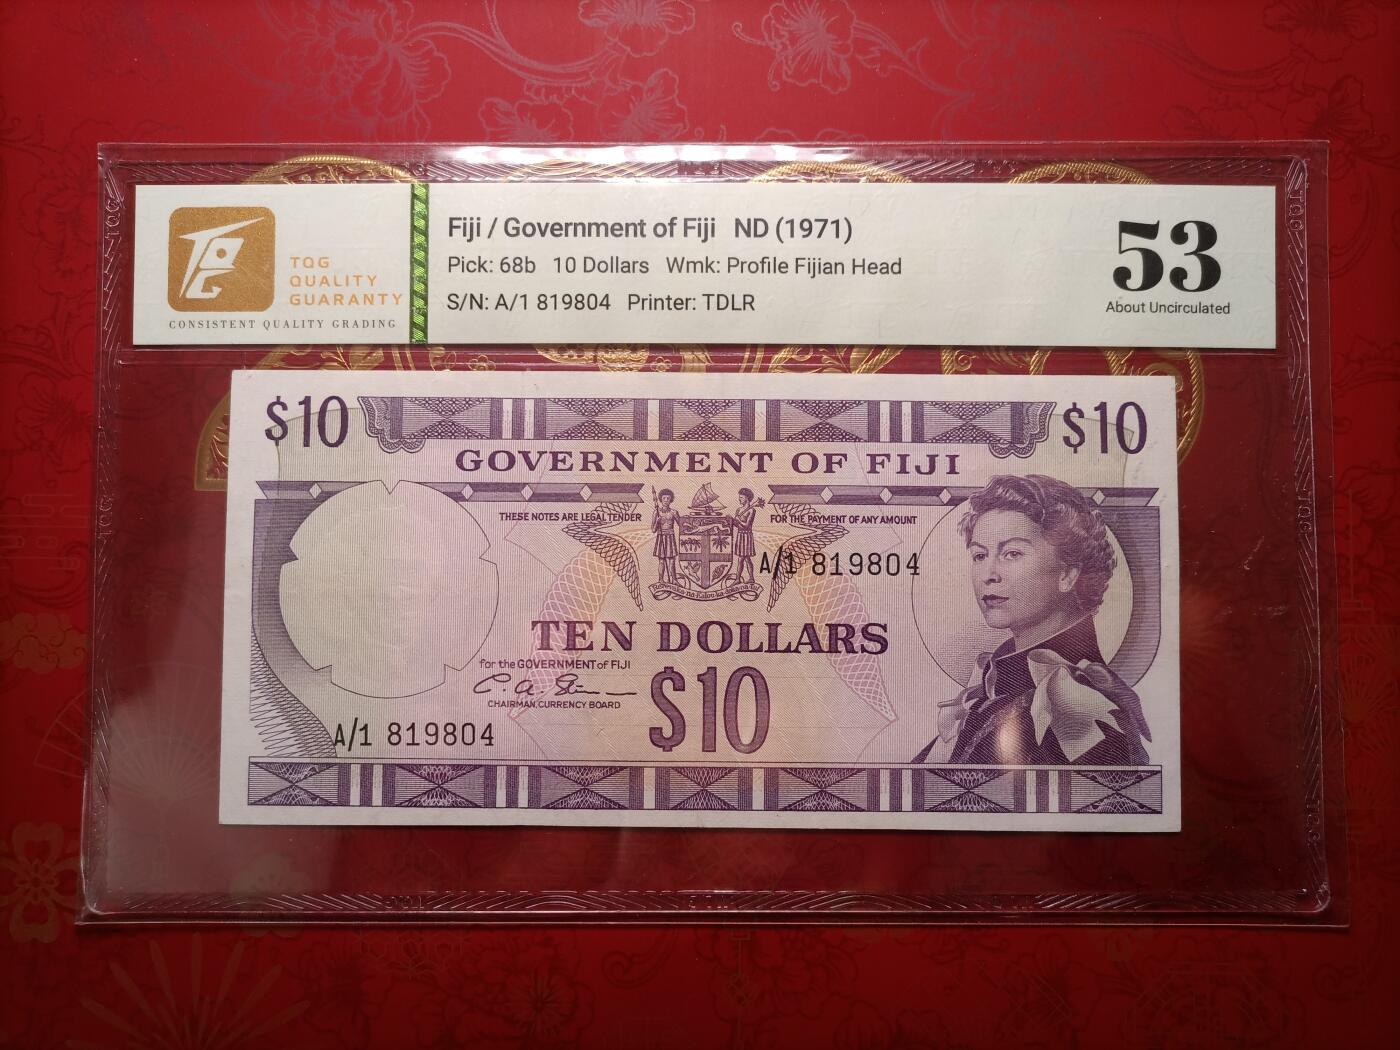 TQG
QUALITY
GUARANTY
CONSISTENT QUALITY GRADING
Fiji / Government of Fiji ND (1971)
Pick: 68b 10 Dollars Wmk: Profile Fijian Head
S/N: A/1 819804 Printer: TDLR
53
About Uncirculated
$10
$10
GOVERNMENT OF FIJI
THESE NOTES ARE LEGAL TENDER
FOR THE PAYMENT OF ANY AMOUNT
A/1 819804
TEN DOLLARS
for the GOVERNMENT of FIJI
CHAIRMAN, CURRENCY BOARD
$10
A/1 819804